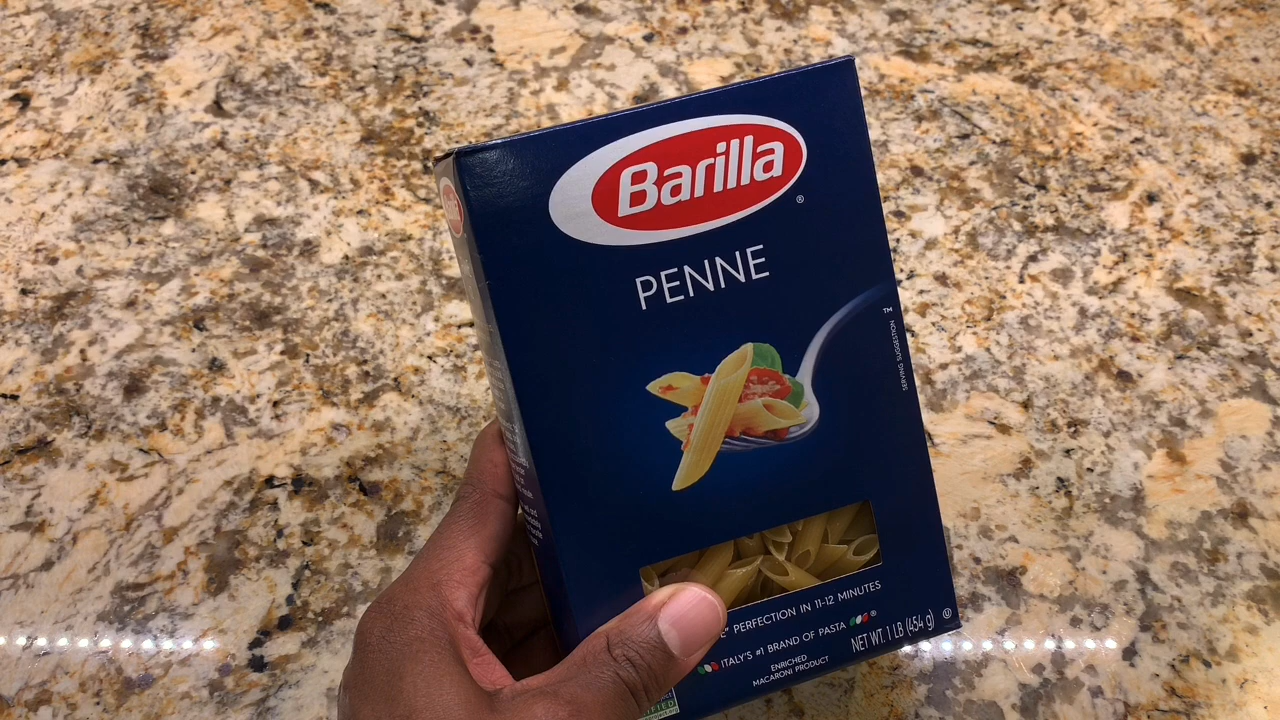 Barilla
®
PENNE
TM
SERVING SUGGESTION
E" PERFECTION IN 11-12 MINUTES
ITALY'S #1 BRAND OF PASTA ®
ENRICHED
MACARONI PRODUCT
NET WT. 1 LB (454 g)